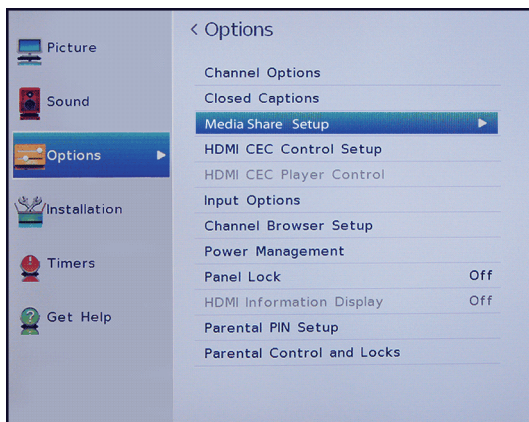 Picture
Sound
Options
Installation
Timers
Get Help
< Options
Channel Options
Closed Captions
Media Share Setup
HDMI CEC Control Setup
HDMI CEC Player Control
Input Options
Channel Browser Setup
Power Management
Panel Lock Off
HDMI Information Display Off
Parental PIN Setup
Parental Control and Locks